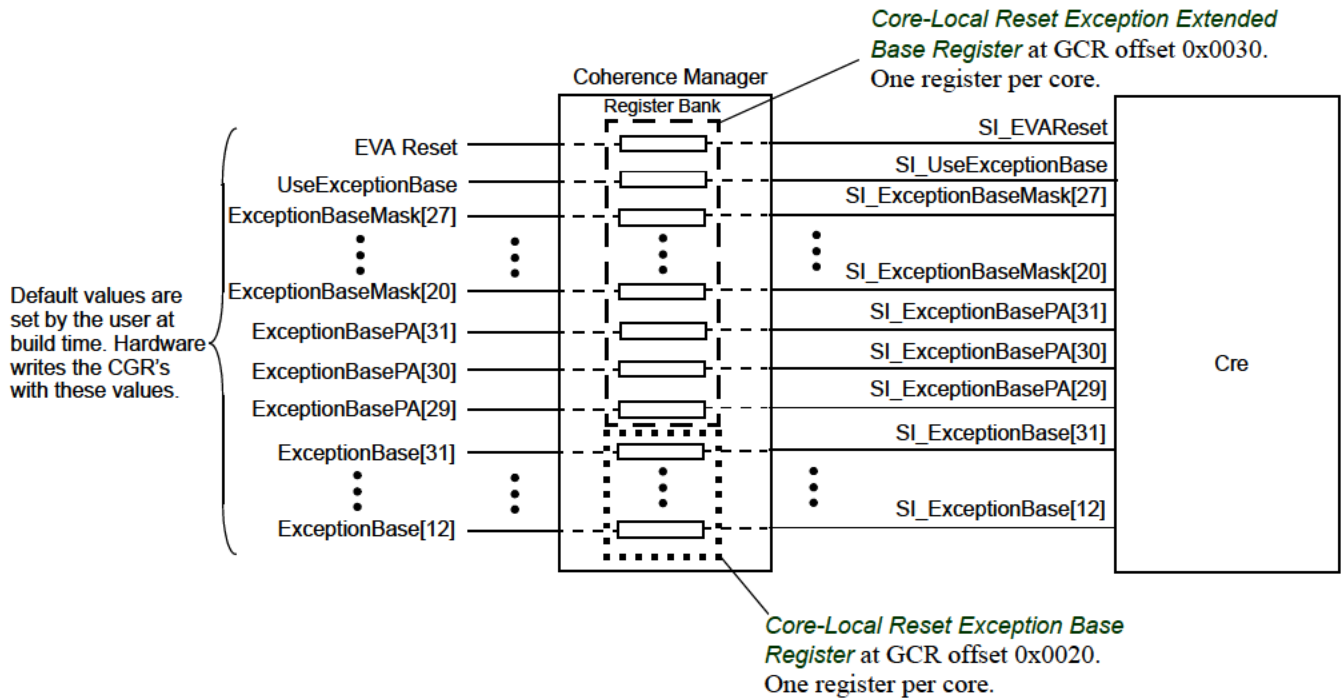 Core-Local Reset Exception Extended
Base Register at GCR offset 0x0030.
One register per core.
Coherence Manager
Register Bank
EVA Reset
SI_EVAReset
UseExceptionBase
SI_UseExceptionBase
ExceptionBaseMask[27]
SI_ExceptionBaseMask[27]
ExceptionBaseMask[20]
SI_ExceptionBaseMask[20]
ExceptionBasePA[31]
SI_ExceptionBasePA[31]
ExceptionBasePA[30]
SI_ExceptionBasePA[30]
ExceptionBasePA[29]
SI_ExceptionBasePA[29]
ExceptionBase[31]
SI_ExceptionBase[31]
ExceptionBase[12]
SI_ExceptionBase[12]
Default values are
set by the user at
build time. Hardware
writes the CGR's
with these values.
Cre
Core-Local Reset Exception Base
Register at GCR offset 0x0020.
One register per core.